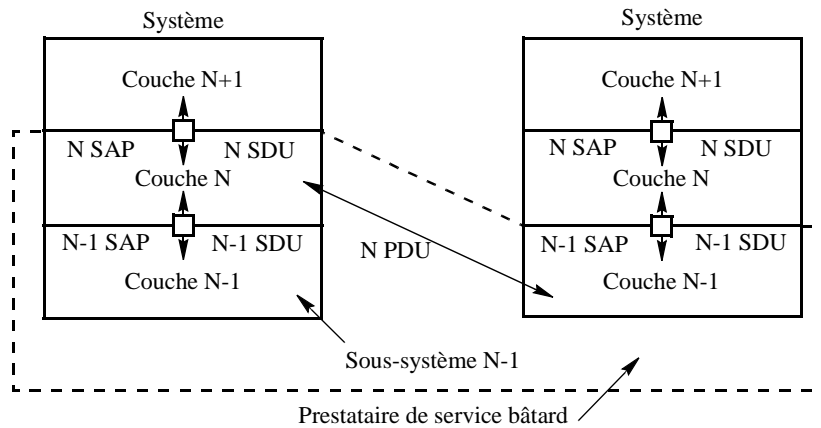 Système
Système
Couche N+1
Couche N+1
N SAP
N SDU
N SAP
N SDU
Couche N
Couche N
N-1 SAP
N-1 SDU
N PDU
N-1 SAP
N-1 SDU
Couche N-1
Couche N-1
Sous-système N-1
Prestataire de service bâtard